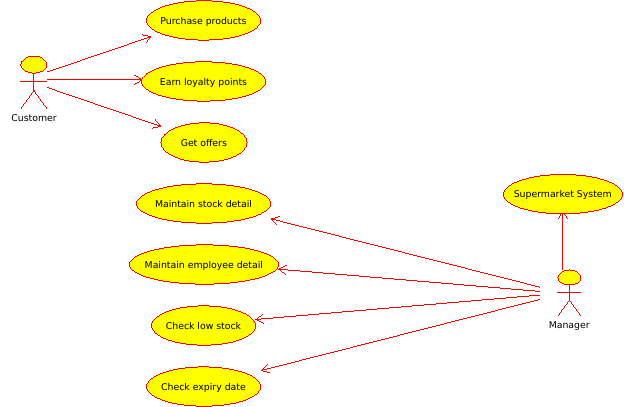 Purchase products
Earn loyalty points
Customer
Get offers
Maintain stock detail
Supermarket System
Maintain employee detail
Check low stock
Manager
Check expiry date